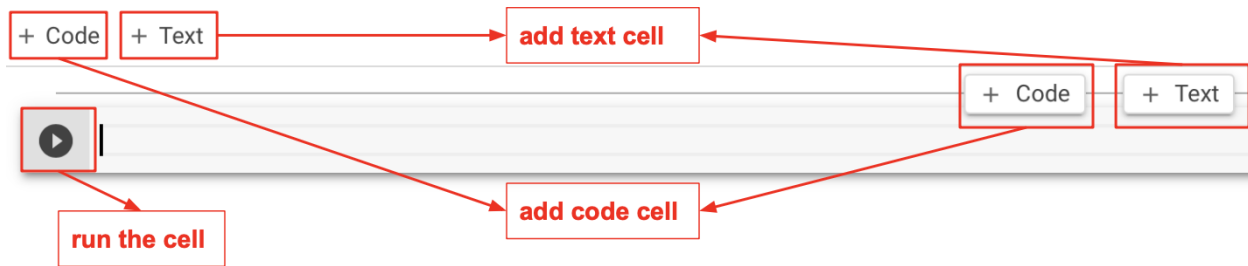 + Code
+ Text
add text cell
+ Code
+ Text
add code cell
run the cell